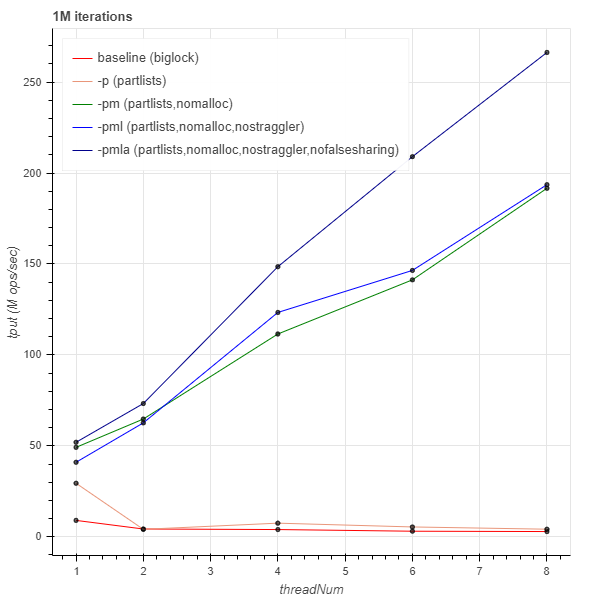 1M iterations
baseline (biglock)
-p (partlists)
-pm (partlists,nomalloc)
-pml (partlists,nomalloc,nostraggler)
-pmla (partlists,nomalloc,nostraggler,nofalsesharing)
tput (M ops/sec)
250
200
150
100
50
0
1 2 3 4 5 6 7 8
threadNum